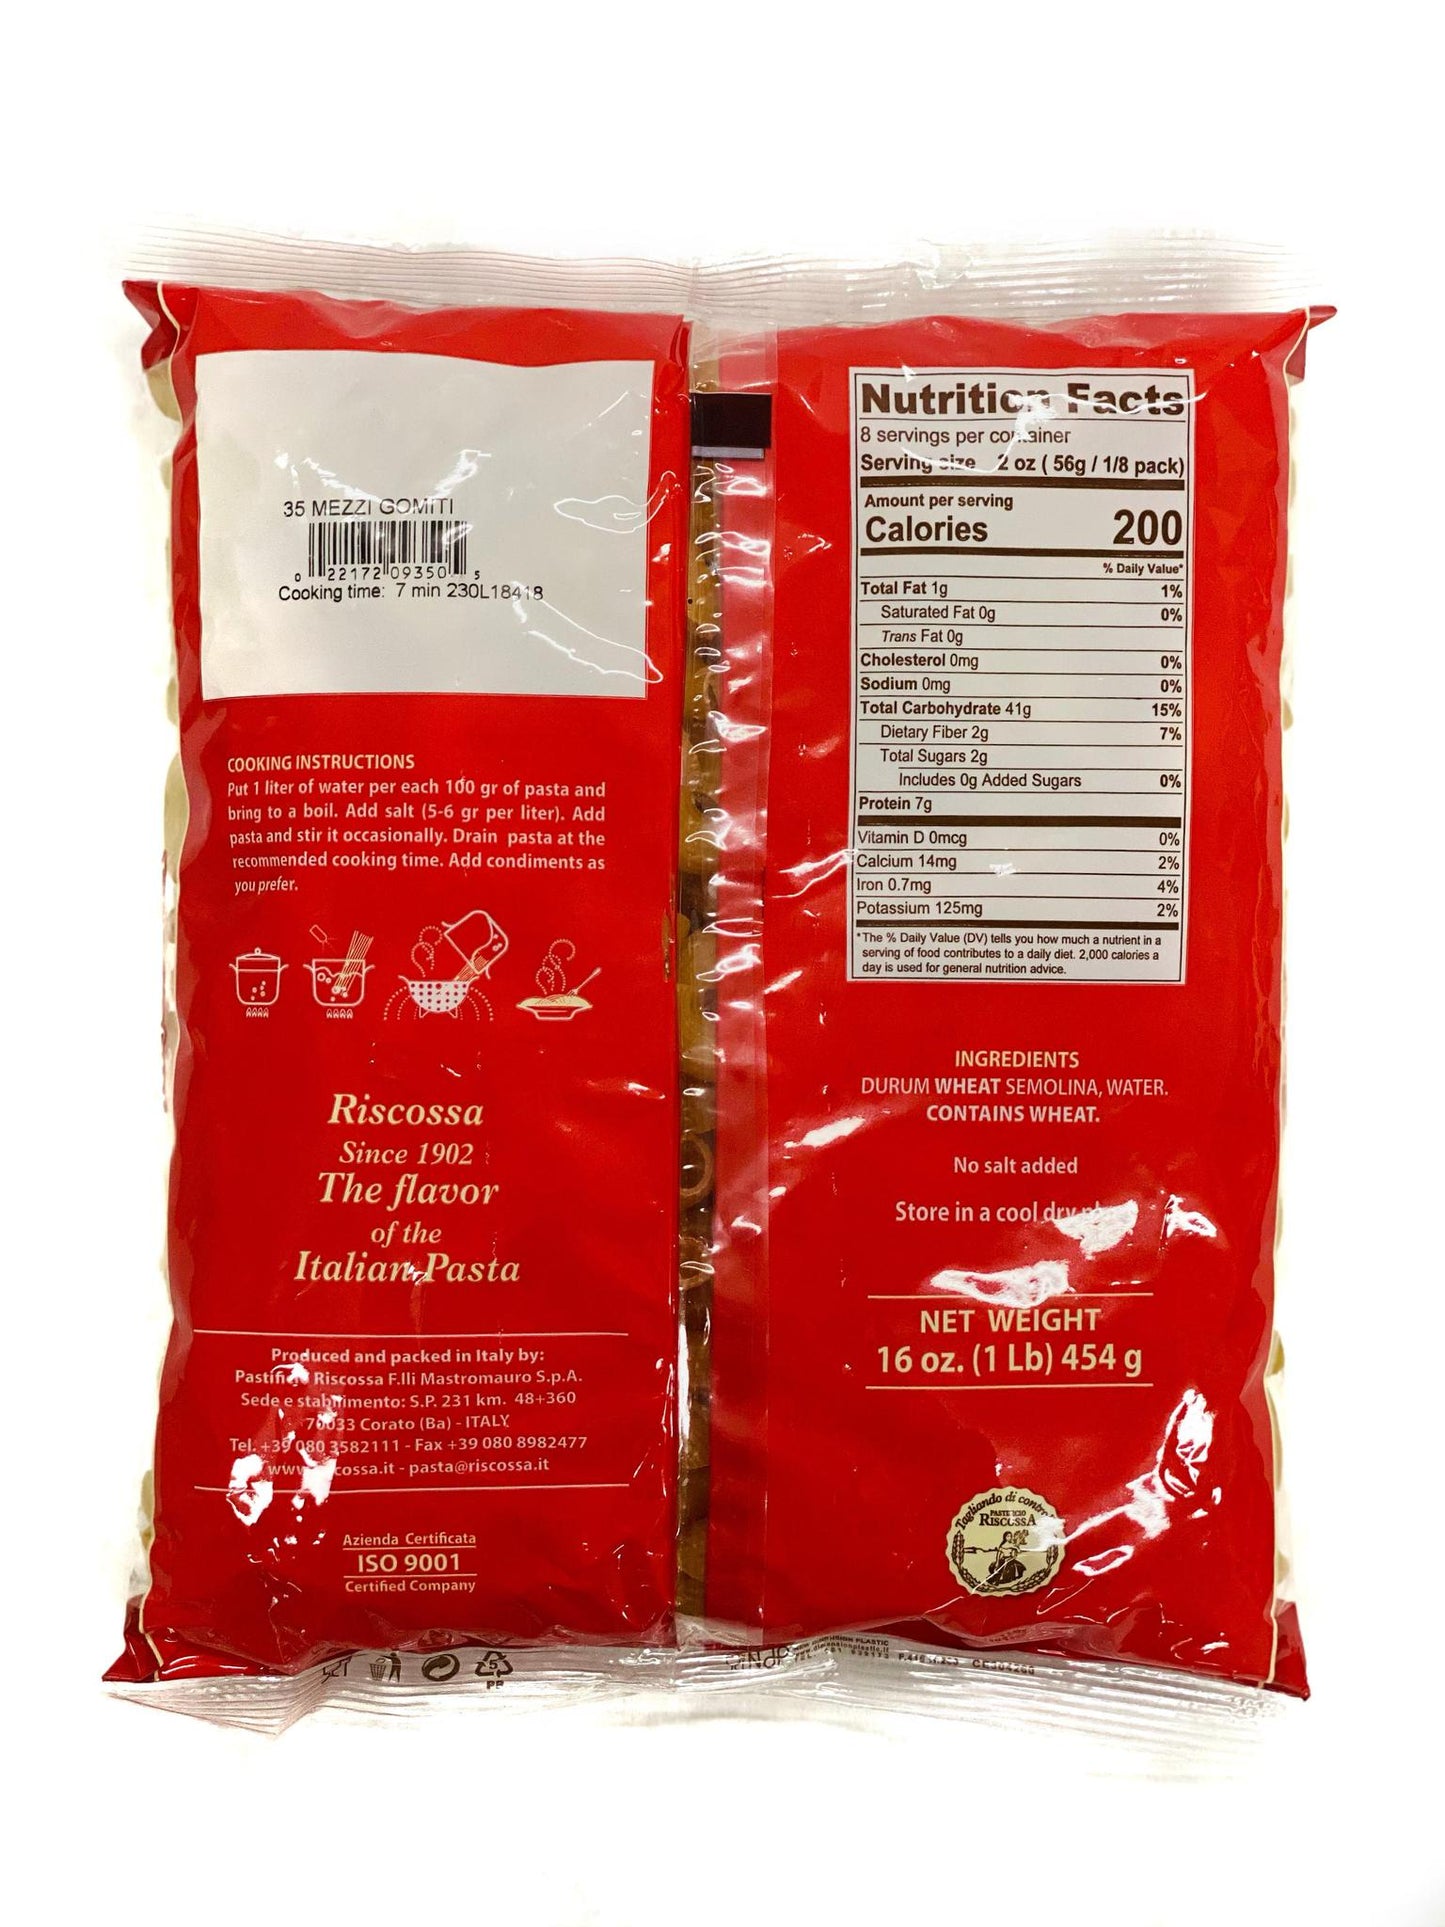 35 MEZZI GOMITI
0 22172 09350 5
Cooking time: 7 min 230L18418
COOKING INSTRUCTIONS
Put 1 liter of water per each 100 gr of pasta and
bring to a boil. Add salt (5-6 gr per liter). Add
pasta and stir it occasionally. Drain pasta at the
recommended cooking time. Add condiments as
you prefer.
Riscossa
Since 1902
The flavor
of the
Italian Pasta
Produced and packed in Italy by:
Pastificio Riscossa F.lli Mastromauro S.p.A.
Sede e stabilimento: S.P. 231 km. 48+360
70033 Corato (Ba) - ITALY
Tel. +39 080 3582111 - Fax +39 080 8982477
www.riscossa.it - pasta@riscossa.it
Azienda Certificata
ISO 9001
Certified Company
5
PP
Nutrition Facts
8 servings per container
Serving size 2 oz ( 56g / 1/8 pack)
Amount per serving
Calories 200
% Daily Value*
Total Fat 1g 1%
Saturated Fat 0g 0%
Trans Fat 0g
Cholesterol 0mg 0%
Sodium 0mg 0%
Total Carbohydrate 41g 15%
Dietary Fiber 2g 7%
Total Sugars 2g
Includes 0g Added Sugars 0%
Protein 7g
Vitamin D 0mcg 0%
Calcium 14mg 2%
Iron 0.7mg 4%
Potassium 125mg 2%
*The % Daily Value (DV) tells you how much a nutrient in a
serving of food contributes to a daily diet. 2,000 calories a
day is used for general nutrition advice.
INGREDIENTS
DURUM WHEAT SEMOLINA, WATER.
CONTAINS WHEAT.
No salt added
Store in a cool dry
NET WEIGHT
16 oz. (1 Lb) 454 g
Tagliando di
PASTIFICIO
RISCOSSA